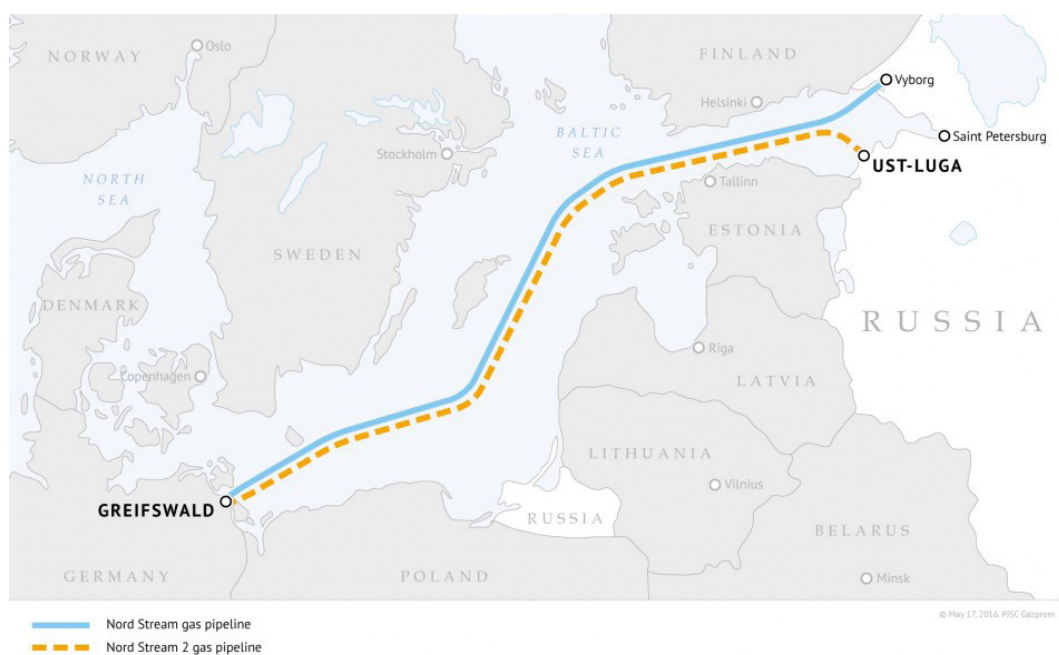 NORWAY
Oslo
FINLAND
Vyborg
Helsinki
Saint Petersburg
BALTIC
SEA
Stockholm
UST-LUGA
NORTH
SEA
Tallinn
ESTONIA
SWEDEN
DENMARK
RUSSIA
Riga
Copenhagen
LATVIA
LITHUANIA
Vilnius
GREIFSWALD
RUSSIA
BELARUS
GERMANY
POLAND
Minsk
© May 17, 2016. PJSC Gazprom
Nord Stream gas pipeline
Nord Stream 2 gas pipeline